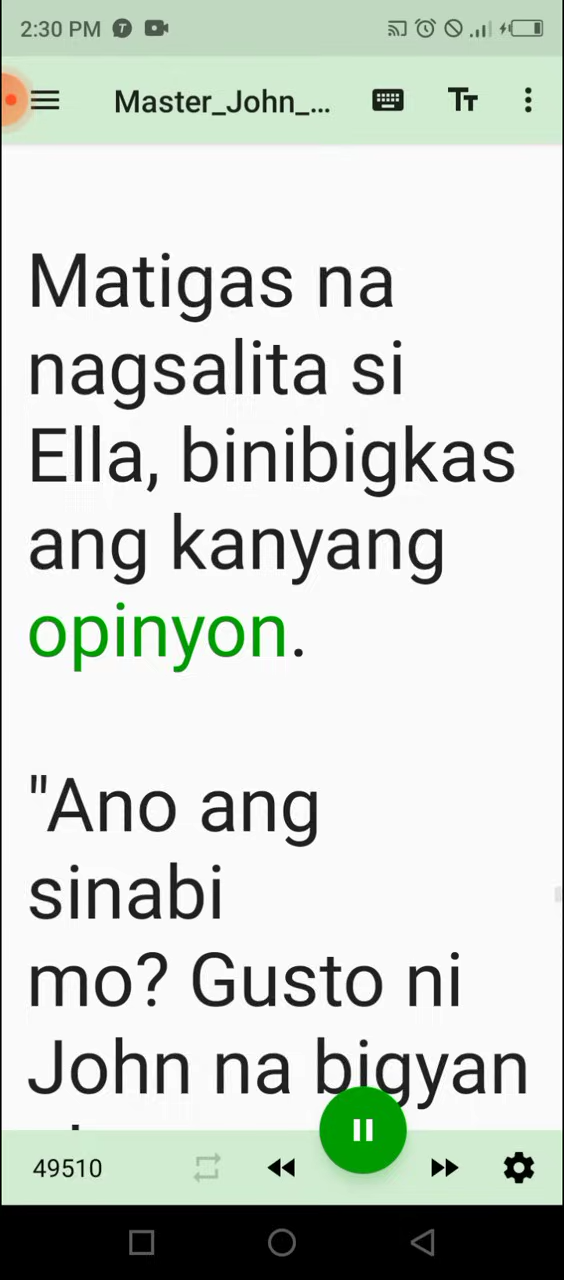 2:30 PM
Master_John_...
Matigas na
nagsalita si
Ella, binibigkas
ang kanyang
opinyon.
"Ano ang
sinabi
mo? Gusto ni
John na bigyan
49510